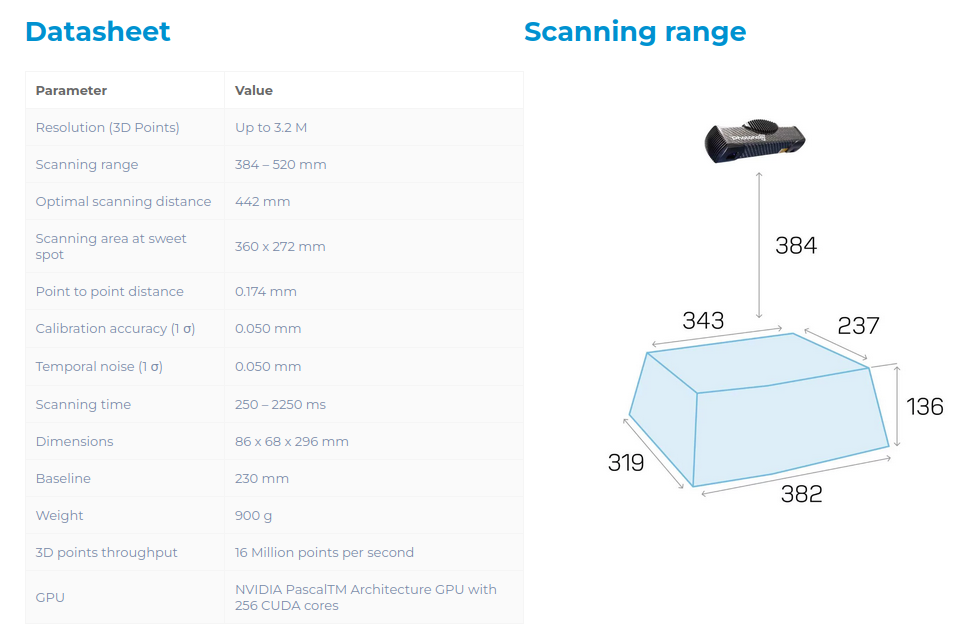 Datasheet
Scanning range
Parameter Value
Resolution (3D Points) Up to 3.2 M
Scanning range 384 – 520 mm
Optimal scanning distance 442 mm
Scanning area at sweet
spot 360 x 272 mm
Point to point distance 0.174 mm
Calibration accuracy (1 σ) 0.050 mm
Temporal noise (1 σ) 0.050 mm
Scanning time 250 – 2250 ms
Dimensions 86 x 68 x 296 mm
Baseline 230 mm
Weight 900 g
3D points throughput 16 Million points per second
GPU NVIDIA PascalTM Architecture GPU with
256 CUDA cores
384
343
237
136
319
382